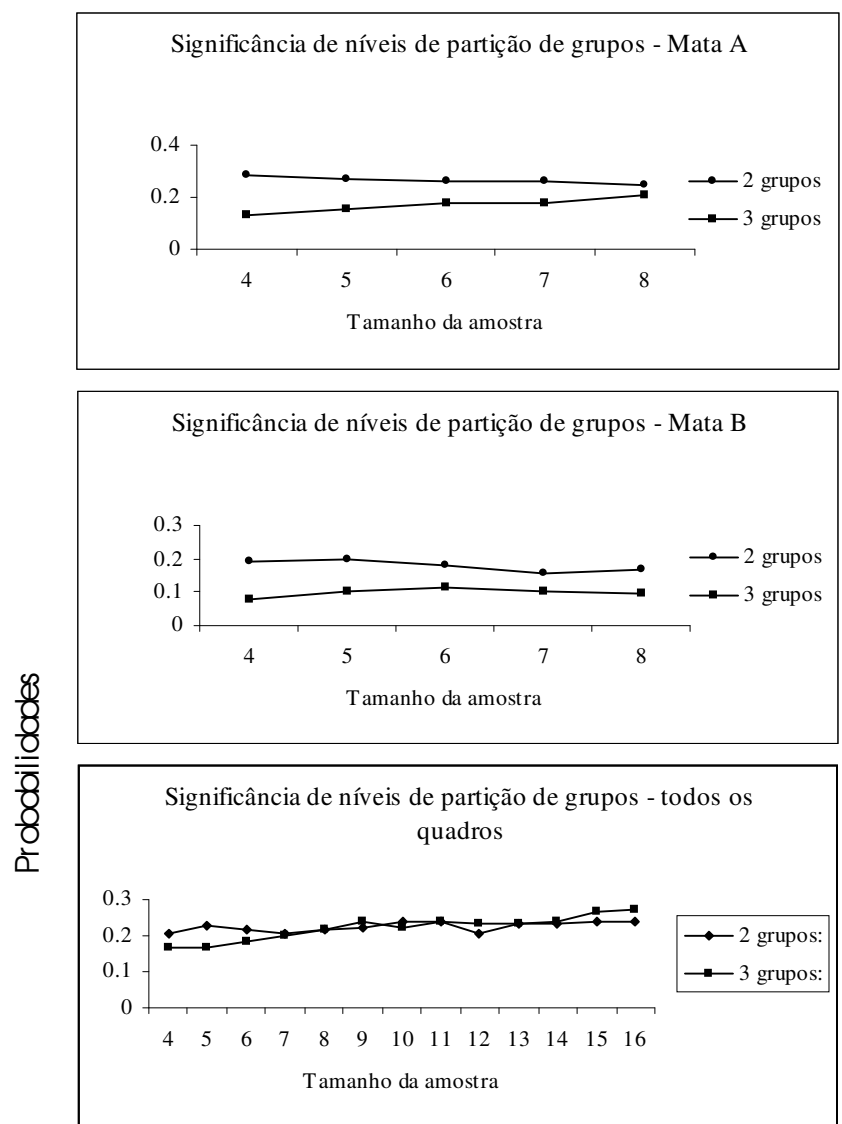 Significância de níveis de partição de grupos - Mata A
0.4
0.2
0
4 5 6 7 8
Tamanho da amostra
2 grupos
3 grupos
Significância de níveis de partição de grupos - Mata B
0.3
0.2
0.1
0
4 5 6 7 8
Tamanho da amostra
2 grupos
3 grupos
Probabilidades
Significância de níveis de partição de grupos - todos os
quadros
0.3
0.2
0.1
0
4 5 6 7 8 9 10 11 12 13 14 15 16
Tamanho da amostra
2 grupos:
3 grupos: